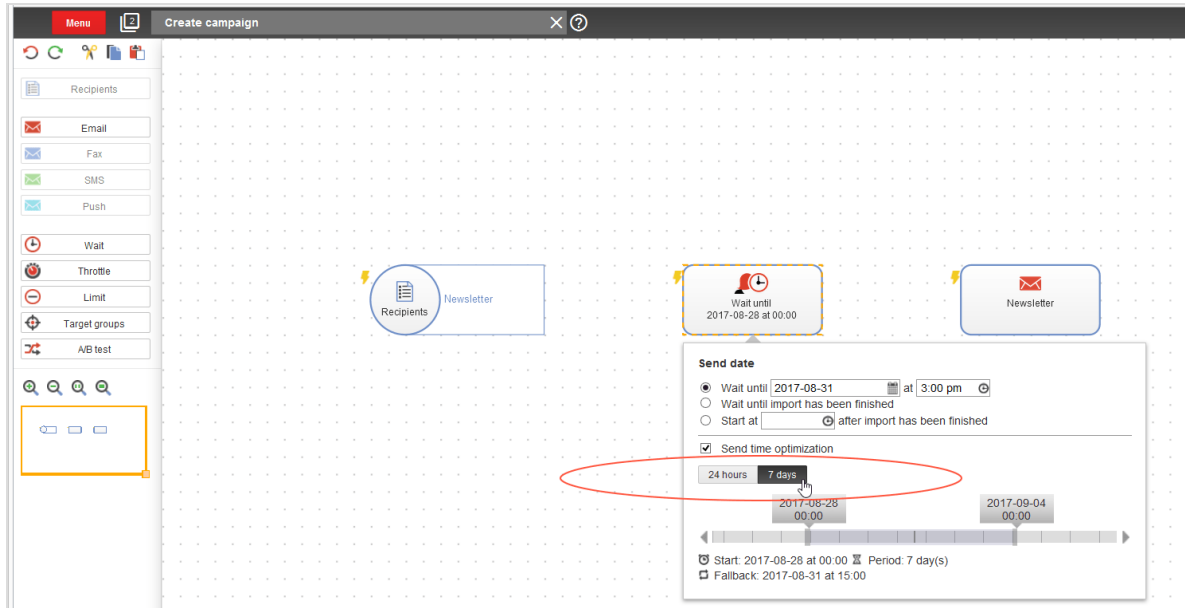 Menu
2
Create campaign
Recipients
Email
Fax
SMS
Push
Wait
Throttle
Limit
Target groups
A/B test
Recipients
Newsletter
Wait until
2017-08-28 at 00:00
Newsletter
Send date
Wait until 2017-08-31 at 3:00 pm
Wait until import has been finished
Start at after import has been finished
Send time optimization
24 hours 7 days
2017-08-28 2017-09-04
00:00 00:00
Start: 2017-08-28 at 00:00 Period: 7 day(s)
Fallback: 2017-08-31 at 15:00